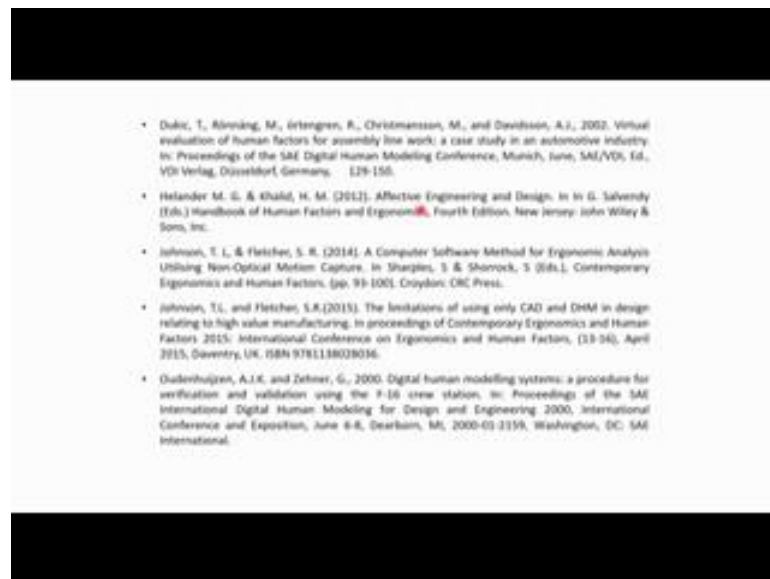 • Dukic, T., Rönnäng, M., örtengren, R., Christmansson, M., and Davidsson, A.J., 2002. Virtual
evaluation of human factors for assembly line work; a case study in an automotive industry.
In: Proceedings of the SAE Digital Human Modeling Conference, Munich, June, SAE/VDI, Ed.,
VDI Verlag, Düsseldorf, Germany, 129-150.
• Helander M. G. & Khalid, H. M. (2012). Affective Engineering and Design. In In G. Salvendy
(Eds.) Handbook of Human Factors and Ergonomics, Fourth Edition. New Jersey: John Wiley &
Sons, Inc.
• Johnson, T. L, & Fletcher, S. R. (2014). A Computer Software Method for Ergonomic Analysis
Utilising Non-Optical Motion Capture. In Sharples, S & Shorrock, S (Eds.), Contemporary
Ergonomics and Human Factors. (pp. 93-100). Croydon: CRC Press.
• Johnson, T.L. and Fletcher, S.R.(2015). The limitations of using only CAD and DHM in design
relating to high value manufacturing. In proceedings of Contemporary Ergonomics and Human
Factors 2015: International Conference on Ergonomics and Human Factors, (13-16), April
2015, Daventry, UK. ISBN 9781138028036.
• Oudenhuijzen, A.J.K. and Zehner, G., 2000. Digital human modelling systems: a procedure for
verification and validation using the F-16 crew station. In: Proceedings of the SAE
International Digital Human Modeling for Design and Engineering 2000, International
Conference and Exposition, June 6-8, Dearborn, MI, 2000-01-2159, Washington, DC: SAE
International.